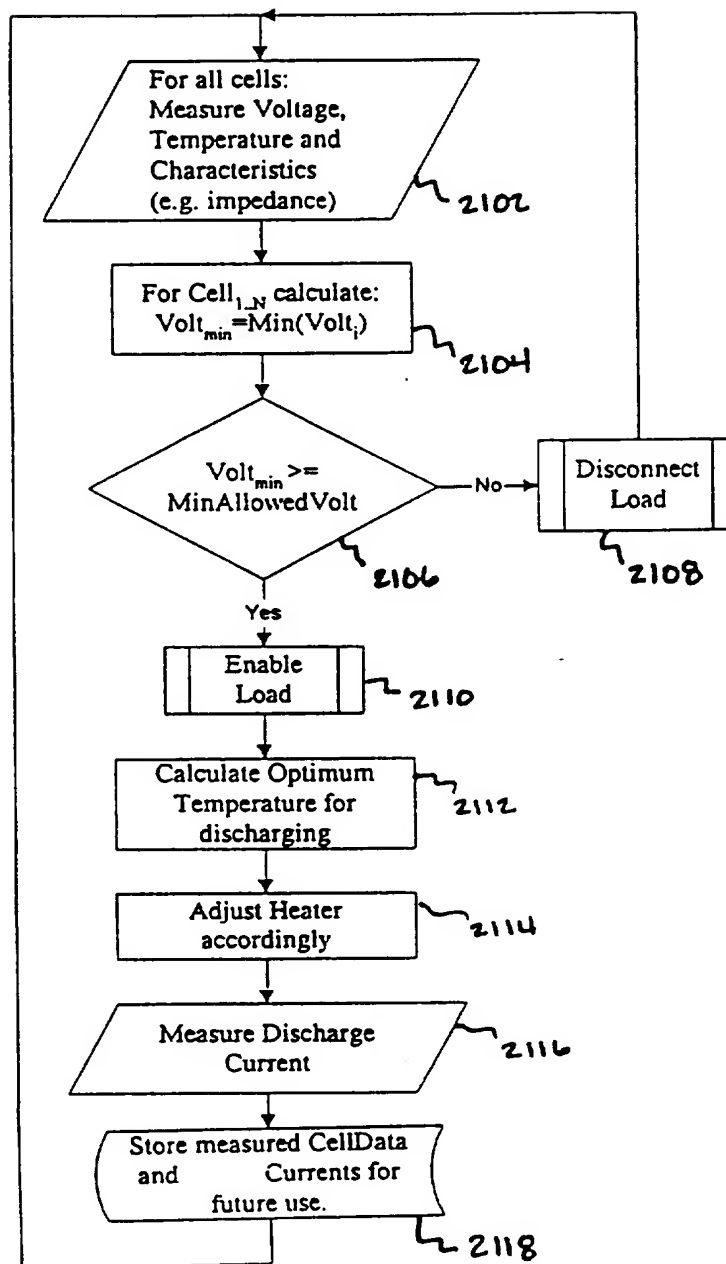 For all cells:
Measure Voltage,
Temperature and
Characteristics
(e.g. impedance)
2102
For Cell1_N calculate:
Voltmin=Min(Volti)
2104
Voltmin >=
MinAllowedVolt
2106
No
Disconnect
Load
2108
Yes
Enable
Load
2110
Calculate Optimum
Temperature for
discharging
2112
Adjust Heater
accordingly
2114
Measure Discharge
Current
2116
Store measured CellData
and Currents for
future use.
2118